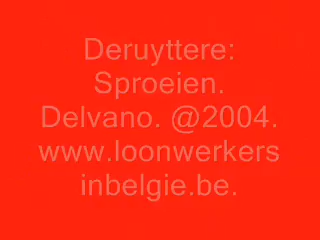 Deruyttere:
Sproeien.
Delvano. @2004.
www.loonwerkers
inbelgie.be.